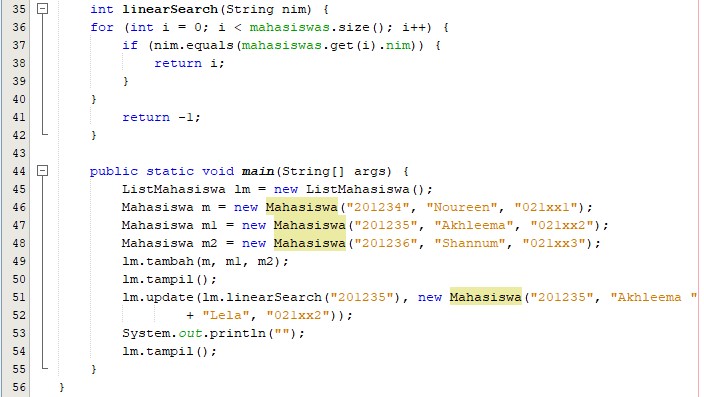 35 int linearSearch(String nim) {
36 for (int i = 0; i < mahasiswas.size(); i++) {
37 if (nim.equals(mahasiswas.get(i).nim)) {
38 return i;
39 }
40 }
41 return -1;
42 }
43
44 public static void main(String[] args) {
45 ListMahasiswa lm = new ListMahasiswa();
46 Mahasiswa m = new Mahasiswa("201234", "Noureen", "021xx1");
47 Mahasiswa m1 = new Mahasiswa("201235", "Akhleema", "021xx2");
48 Mahasiswa m2 = new Mahasiswa("201236", "Shannum", "021xx3");
49 lm.tambah(m, m1, m2);
50 lm.tampil();
51 lm.update(lm.linearSearch("201235"), new Mahasiswa("201235", "Akhleema "
52 + "Lela", "021xx2"));
53 System.out.println("");
54 lm.tampil();
55 }
56 }